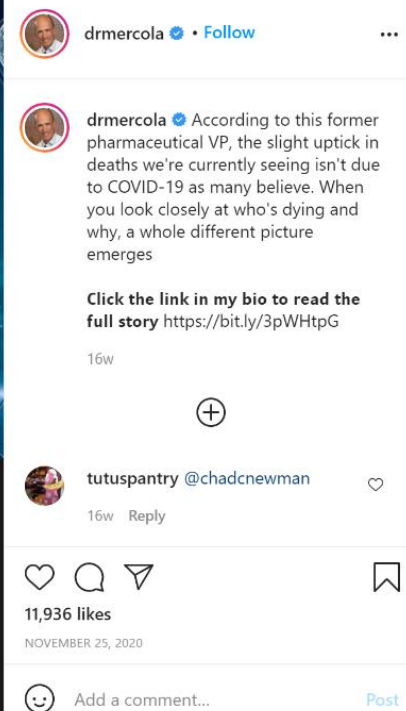 drmercola • Follow
drmercola According to this former
pharmaceutical VP, the slight uptick in
deaths we're currently seeing isn't due
to COVID-19 as many believe. When
you look closely at who's dying and
why, a whole different picture
emerges
Click the link in my bio to read the
full story https://bit.ly/3pWHtpG
16w
tutuspantry @chadcnewman
16w Reply
11,936 likes
NOVEMBER 25, 2020
Add a comment...
Post